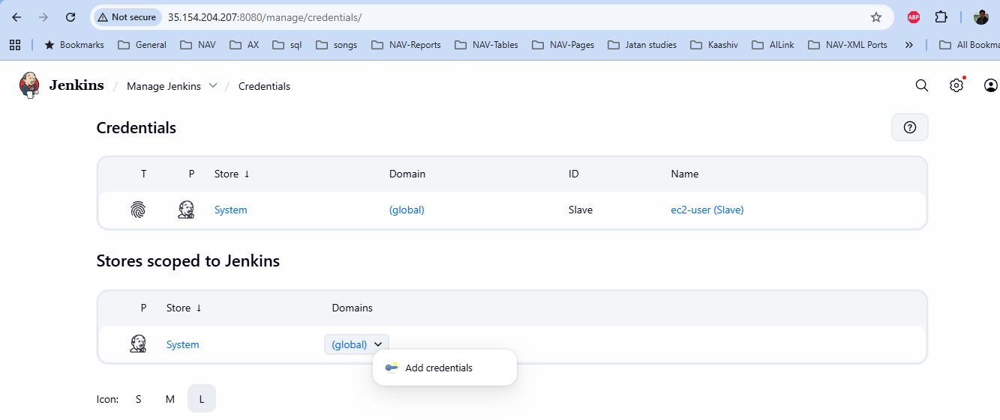 Not secure 35.154.204.207:8080/manage/credentials/ ABP
Bookmarks General NAV AX sql songs NAV-Reports NAV-Tables NAV-Pages Jatan studies Kaashiv AILink NAV-XML Ports » All Bookma
Jenkins / Manage Jenkins / Credentials
Credentials
T P Store ↓ Domain ID Name
System (global) Slave ec2-user (Slave)
Stores scoped to Jenkins
P Store ↓ Domains
System (global)
Add credentials
Icon: S M L